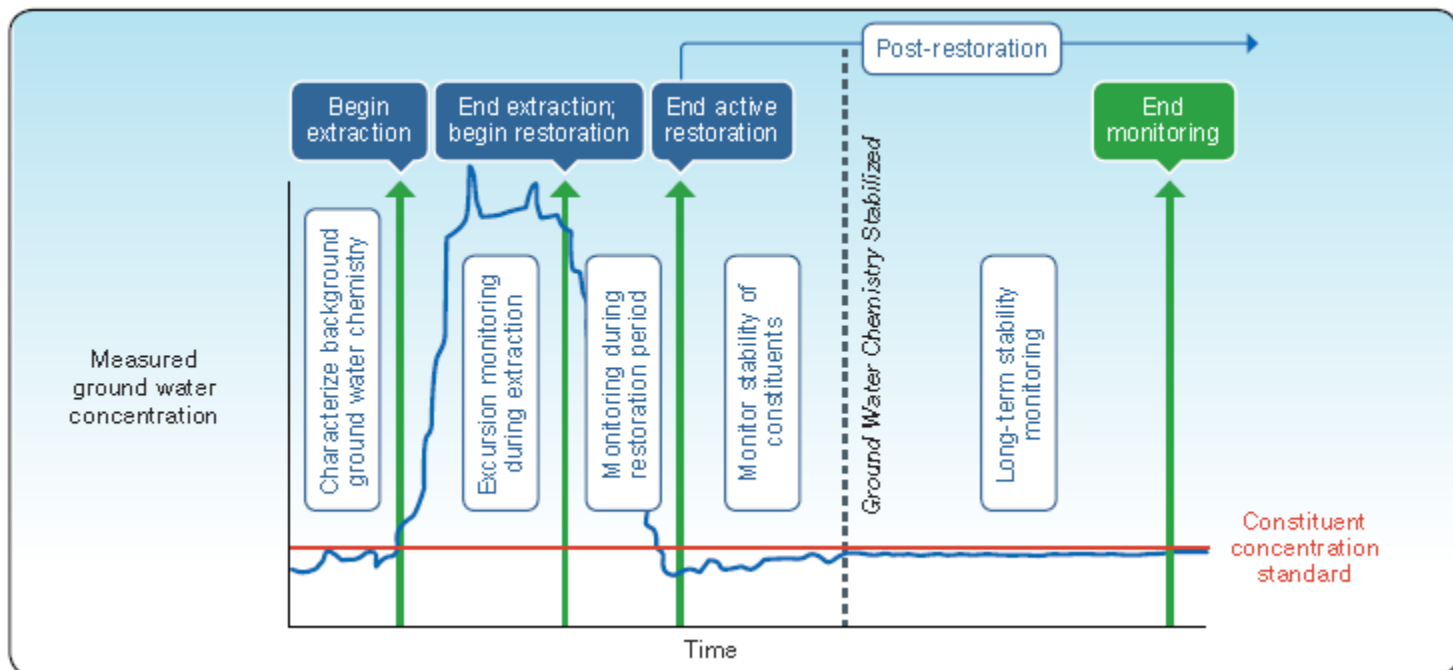 Post-restoration
Begin
extraction
End extraction;
begin restoration
End active
restoration
End
monitoring
Characterize background
ground water chemistry
Excursion monitoring
during extraction
Monitoring during
restoration period
Monitor stability of
constituents
Ground Water Chemistry Stabilized
Long-term stability
monitoring
Measured
ground water
concentration
Constituent
concentration
standard
Time